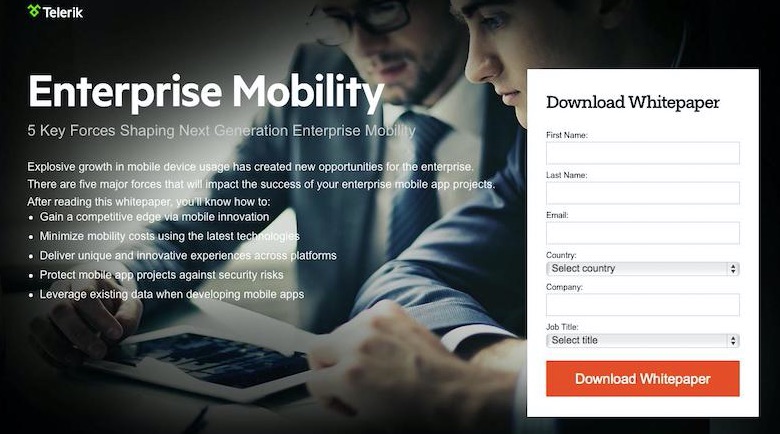 Telerik
Enterprise Mobility
5 Key Forces Shaping Next Generation Enterprise Mobility
Explosive growth in mobile device usage has created new opportunities for the enterprise.
There are five major forces that will impact the success of your enterprise mobile app projects.
After reading this whitepaper, you'll know how to:
• Gain a competitive edge via mobile innovation
• Minimize mobility costs using the latest technologies
• Deliver unique and innovative experiences across platforms
• Protect mobile app projects against security risks
• Leverage existing data when developing mobile apps
Download Whitepaper
First Name:
Last Name:
Email:
Country:
Select country
Company:
Job Title:
Select title
Download Whitepaper